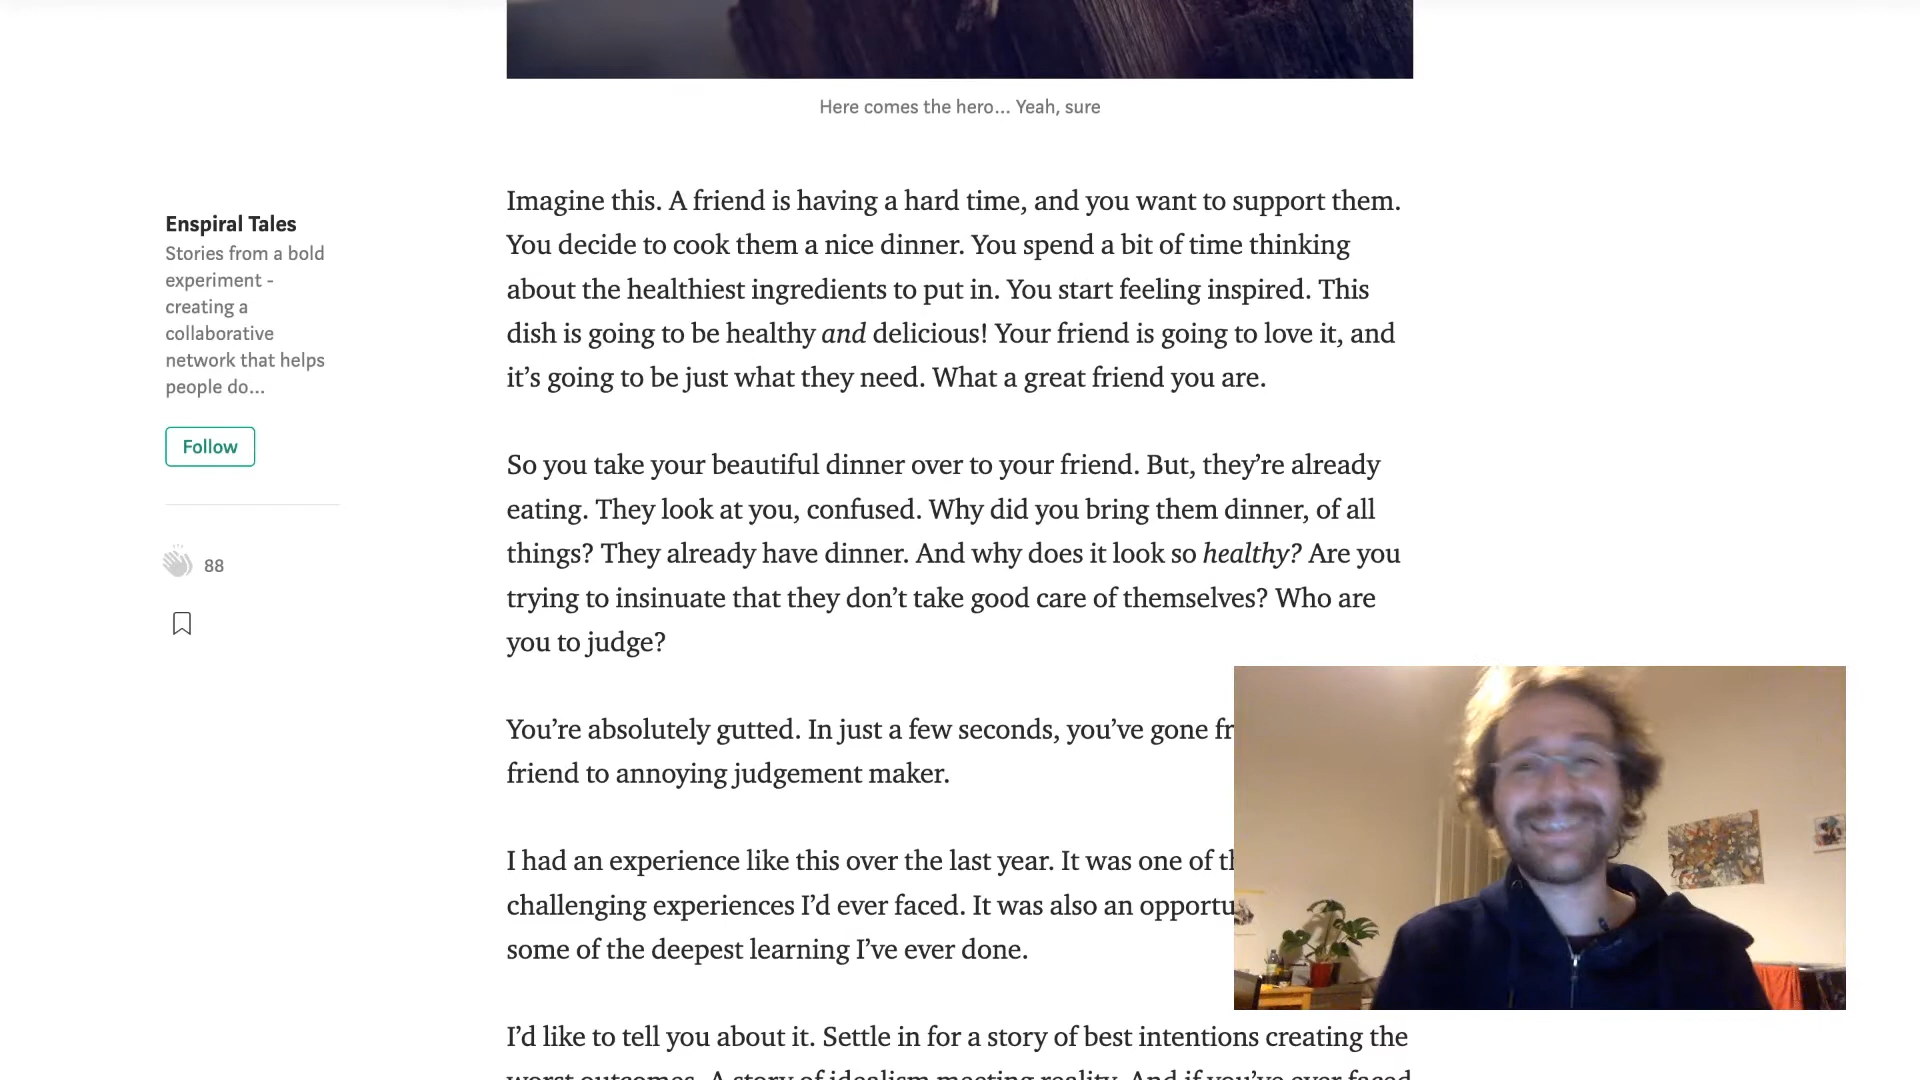 Here comes the hero… Yeah, sure
Enspiral Tales
Stories from a bold
experiment -
creating a
collaborative
network that helps
people do…
Follow
88
Imagine this. A friend is having a hard time, and you want to support them.
You decide to cook them a nice dinner. You spend a bit of time thinking
about the healthiest ingredients to put in. You start feeling inspired. This
dish is going to be healthy and delicious! Your friend is going to love it, and
it’s going to be just what they need. What a great friend you are.
So you take your beautiful dinner over to your friend. But, they’re already
eating. They look at you, confused. Why did you bring them dinner, of all
things? They already have dinner. And why does it look so healthy? Are you
trying to insinuate that they don’t take good care of themselves? Who are
you to judge?
You’re absolutely gutted. In just a few seconds, you’ve gone
friend to annoying judgement maker.
I had an experience like this over the last year. It was one of
challenging experiences I’d ever faced. It was also an
some of the deepest learning I’ve ever done.
I’d like to tell you about it. Settle in for a story of best intentions creating the
worst outcomes. A story of idealism meeting reality. And if you’ve ever faced